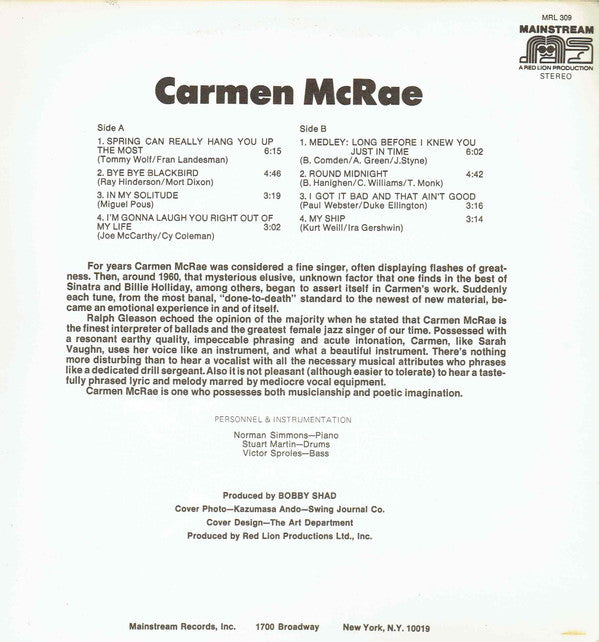 MRL 309
MAINSTREAM
A RED LION PRODUCTION
STEREO
Carmen McRae
Side A
1. SPRING CAN REALLY HANG YOU UP
THE MOST 6:15
(Tommy Wolf/Fran Landesman)
2. BYE BYE BLACKBIRD 4:46
(Ray Hinderson/Mort Dixon)
3. IN MY SOLITUDE 3:19
(Miguel Pous)
4. I'M GONNA LAUGH YOU RIGHT OUT OF
MY LIFE 3:02
(Joe McCarthy/Cy Coleman)
Side B
1. MEDLEY: LONG BEFORE I KNEW YOU
JUST IN TIME 6:02
(B. Comden/A. Green/J.Styne)
2. ROUND MIDNIGHT 4:42
(B. Hanighen/C. Williams/T. Monk)
3. I GOT IT BAD AND THAT AIN'T GOOD
(Paul Webster/Duke Ellington) 3:16
4. MY SHIP 3:14
(Kurt Weill/Ira Gershwin)
For years Carmen McRae was considered a fine singer, often displaying flashes of great-
ness. Then, around 1960, that mysterious elusive, unknown factor that one finds in the best of
Sinatra and Billie Holliday, among others, began to assert itself in Carmen's work. Suddenly
each tune, from the most banal, "done-to-death" standard to the newest of new material, be-
came an emotional experience in and of itself.
Ralph Gleason echoed the opinion of the majority when he stated that Carmen McRae is
the finest interpreter of ballads and the greatest female jazz singer of our time. Possessed with
a resonant earthy quality, impeccable phrasing and acute intonation, Carmen, like Sarah
Vaughn, uses her voice like an instrument, and what a beautiful instrument. There's nothing
more disturbing than to hear a vocalist with all the necessary musical attributes who phrases
like a dedicated drill sergeant. Also it is not pleasant (although easier to tolerate) to hear a taste-
fully phrased lyric and melody marred by mediocre vocal equipment.
Carmen McRae is one who possesses both musicianship and poetic imagination.
PERSONNEL & INSTRUMENTATION
Norman Simmons—Piano
Stuart Martin—Drums
Victor Sproles—Bass
Produced by BOBBY SHAD
Cover Photo—Kazumasa Ando—Swing Journal Co.
Cover Design—The Art Department
Produced by Red Lion Productions Ltd., Inc.
Mainstream Records, Inc. 1700 Broadway New York, N.Y. 10019